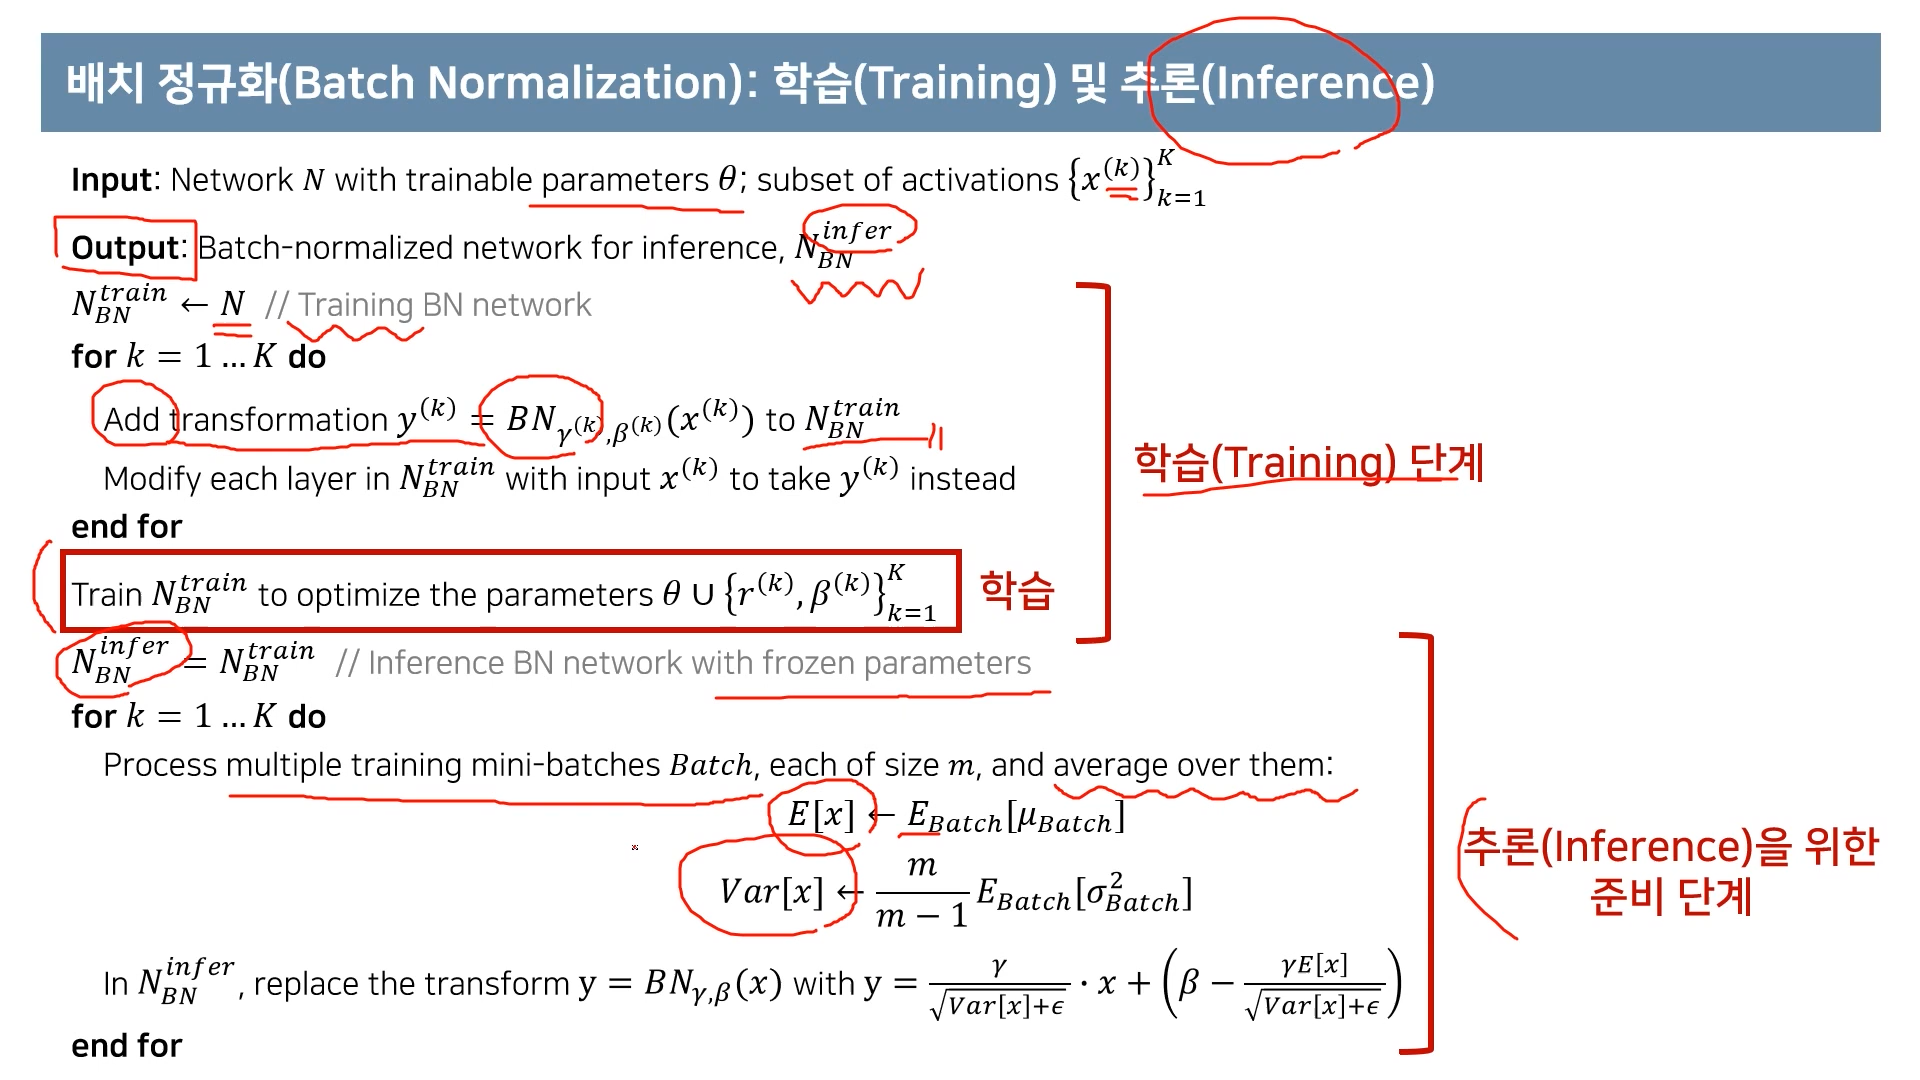 배치 정규화(Batch Normalization): 학습(Training) 및 추론(Inference)
Input: Network N with trainable parameters θ; subset of activations {x^(k)}_{k=1}^K
Output: Batch-normalized network for inference, N_BN^infer
N_BN^train ← N // Training BN network
for k = 1 … K do
Add transformation y^(k) = BN_{γ^(k),β^(k)}(x^(k)) to N_BN^train
Modify each layer in N_BN^train with input x^(k) to take y^(k) instead
end for
학습(Training) 단계
Train N_BN^train to optimize the parameters θ ∪ {r^(k), β^(k)}_{k=1}^K
학습
N_BN^infer = N_BN^train // Inference BN network with frozen parameters
for k = 1 … K do
Process multiple training mini-batches Batch, each of size m, and average over them:
E[x] ← E_Batch[μ_Batch]
Var[x] ← m/(m − 1) E_Batch[σ²_Batch]
추론(Inference)을 위한
준비 단계
In N_BN^infer, replace the transform y = BN_{γ,β}(x) with y = γ/√(Var[x]+ϵ) · x + (β − γE[x]/√(Var[x]+ϵ))
end for